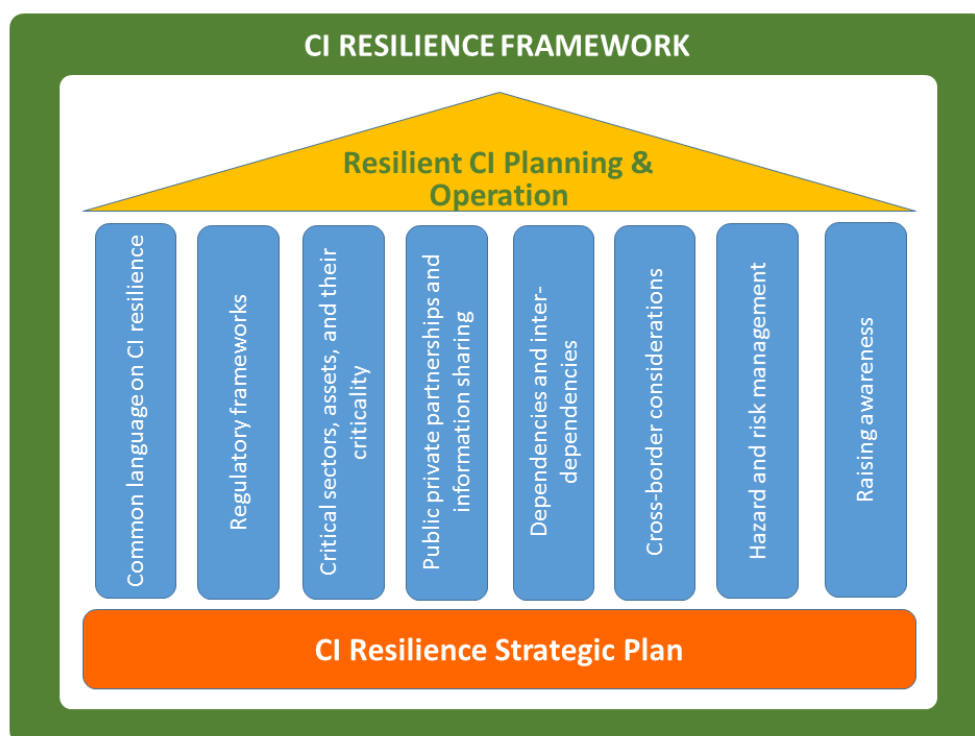 CI RESILIENCE FRAMEWORK
Resilient CI Planning &
Operation
Common language on CI resilience
Regulatory frameworks
Critical sectors, assets, and their
criticality
Public private partnerships and
information sharing
Dependencies and inter-
dependencies
Cross-border considerations
Hazard and risk management
Raising awareness
CI Resilience Strategic Plan